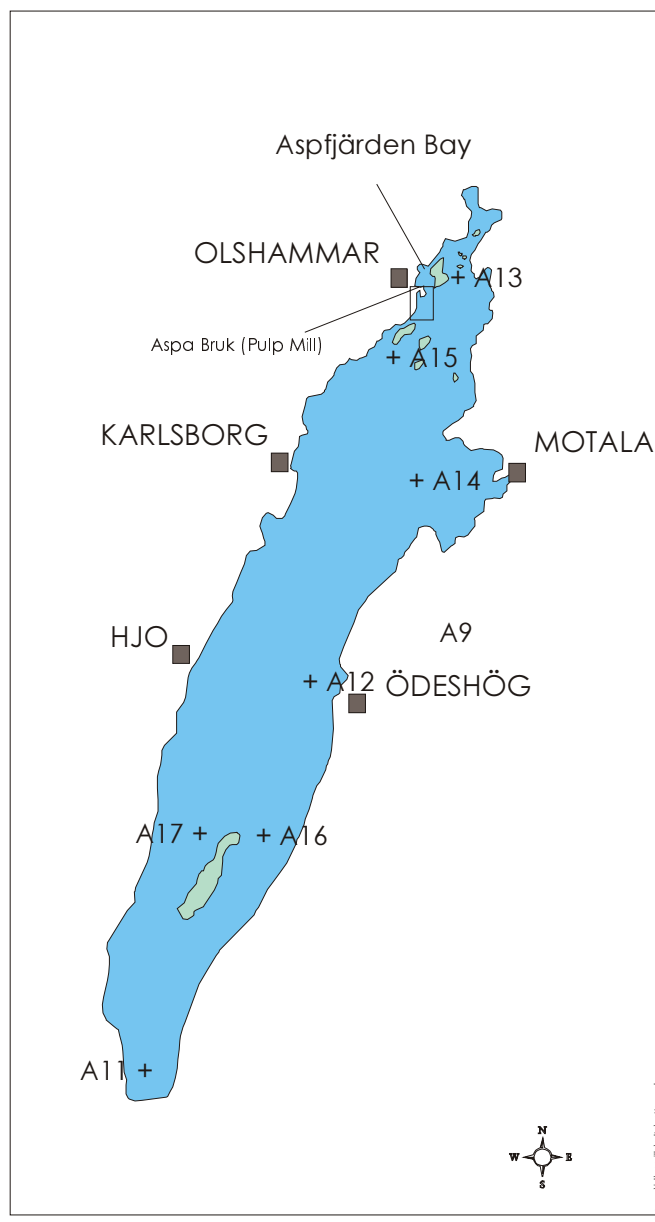 Aspfjärden Bay
OLSHAMMAR
A13
Aspa Bruk (Pulp Mill)
A15
KARLSBORG
MOTALA
A14
A9
HJO
A12
ÖDESHÖG
A17
A16
A11
N
W
E
S